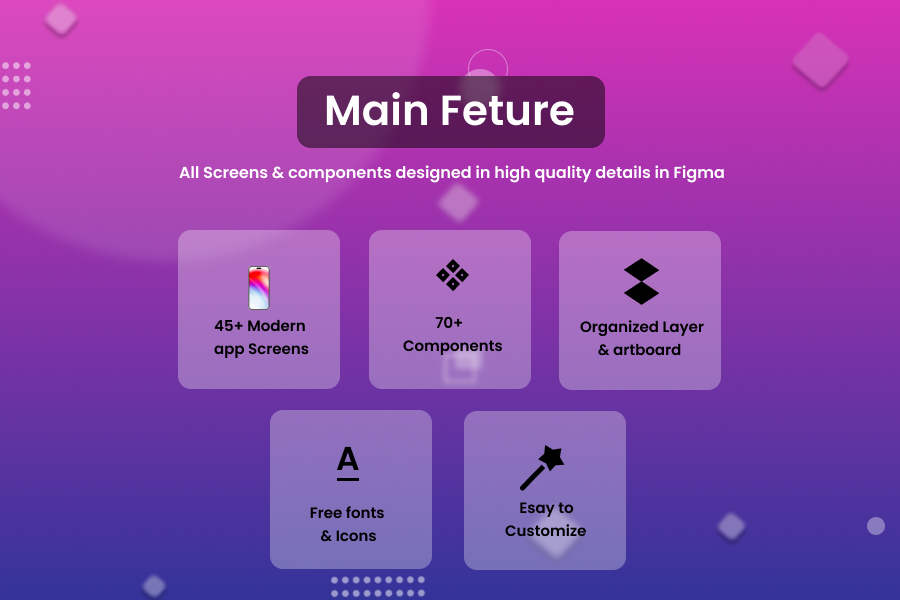 Main Feture
All Screens & components designed in high quality details in Figma
45+ Modern
app Screens
70+
Components
Organized Layer
& artboard
A
Free fonts
& Icons
Esay to
Customize